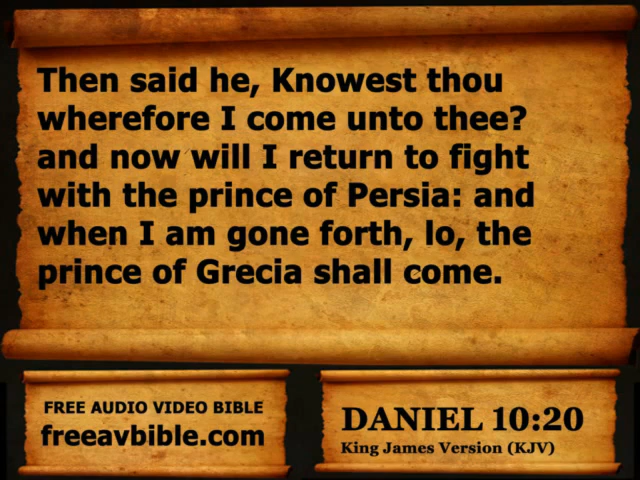 Then said he, Knowest thou
wherefore I come unto thee?
and now will I return to fight
with the prince of Persia: and
when I am gone forth, lo, the
prince of Grecia shall come.
FREE AUDIO VIDEO BIBLE
freeavbible.com
DANIEL 10:20
King James Version (KJV)